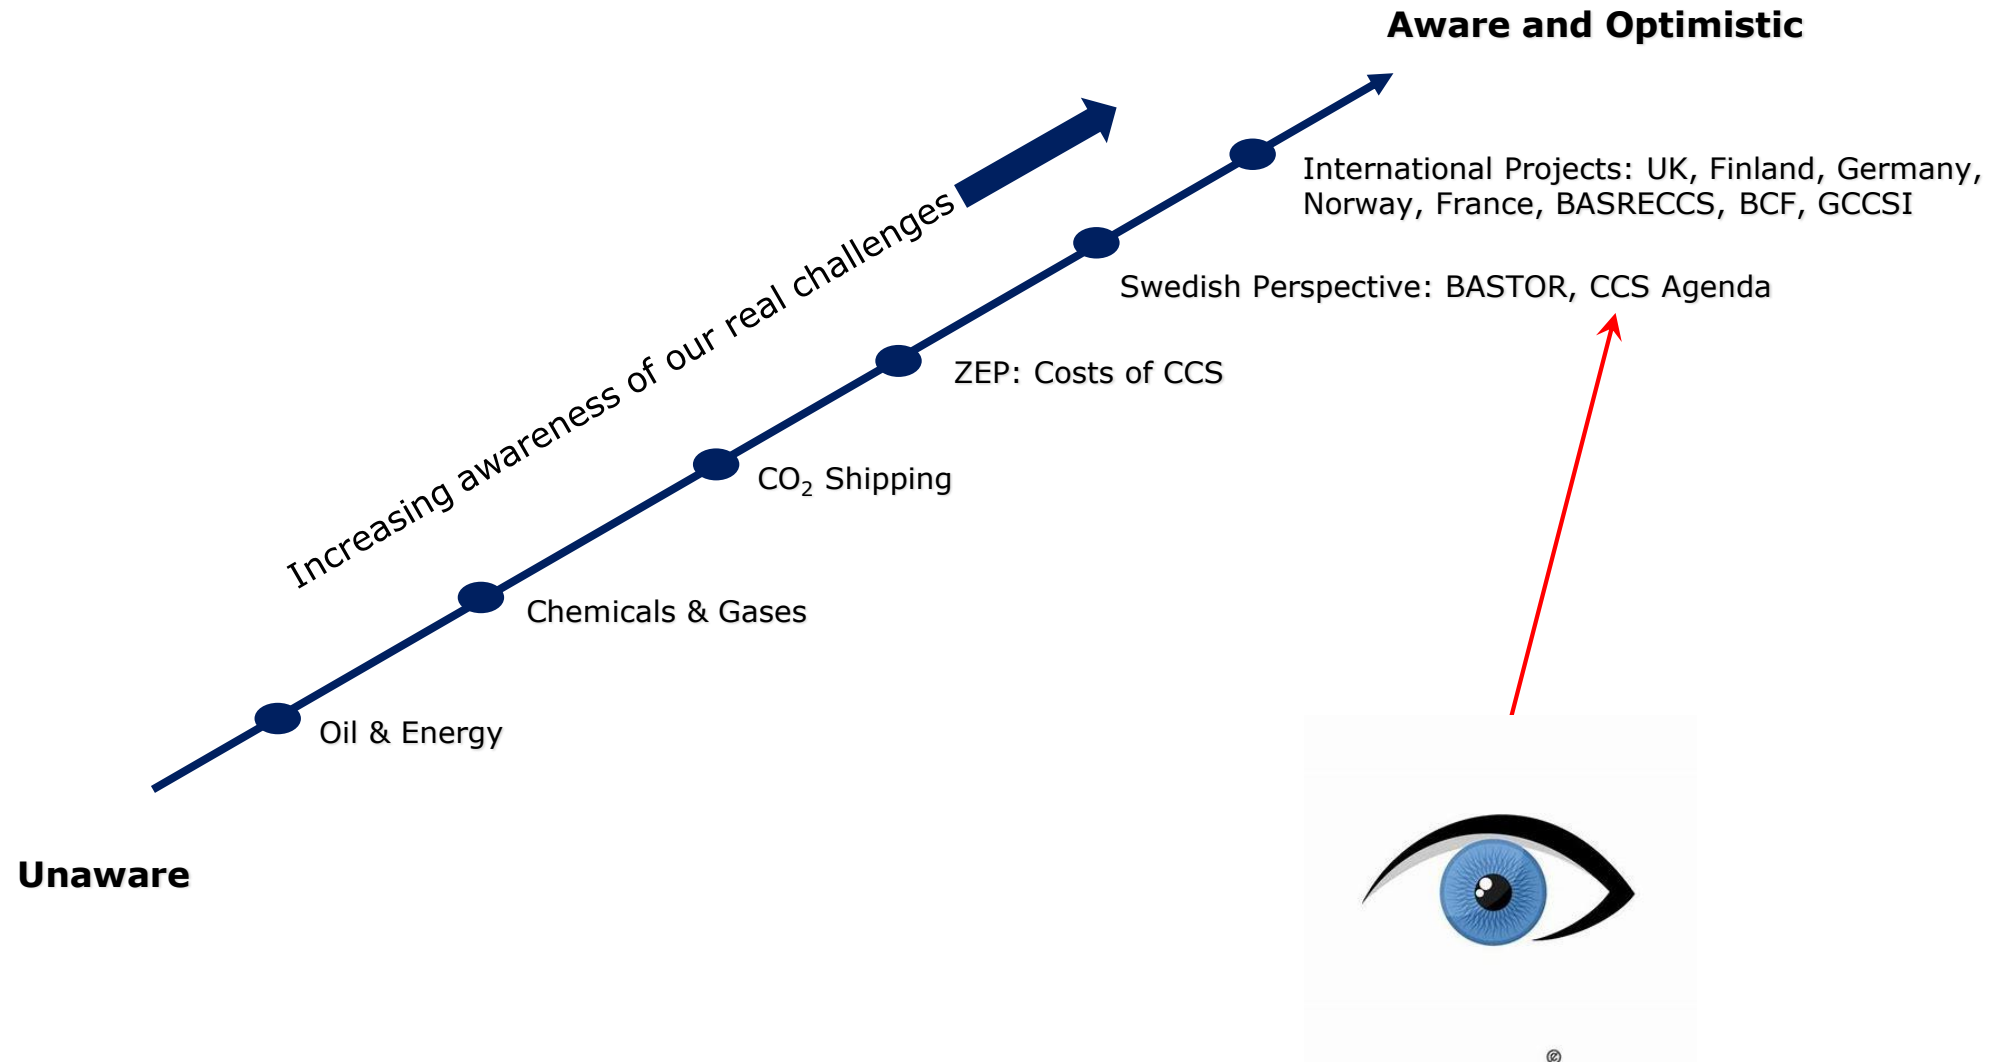 Aware and Optimistic
Increasing awareness of our real challenges
International Projects: UK, Finland, Germany,
Norway, France, BASRECCS, BCF, GCCSI
Swedish Perspective: BASTOR, CCS Agenda
ZEP: Costs of CCS
CO₂ Shipping
Chemicals & Gases
Oil & Energy
Unaware